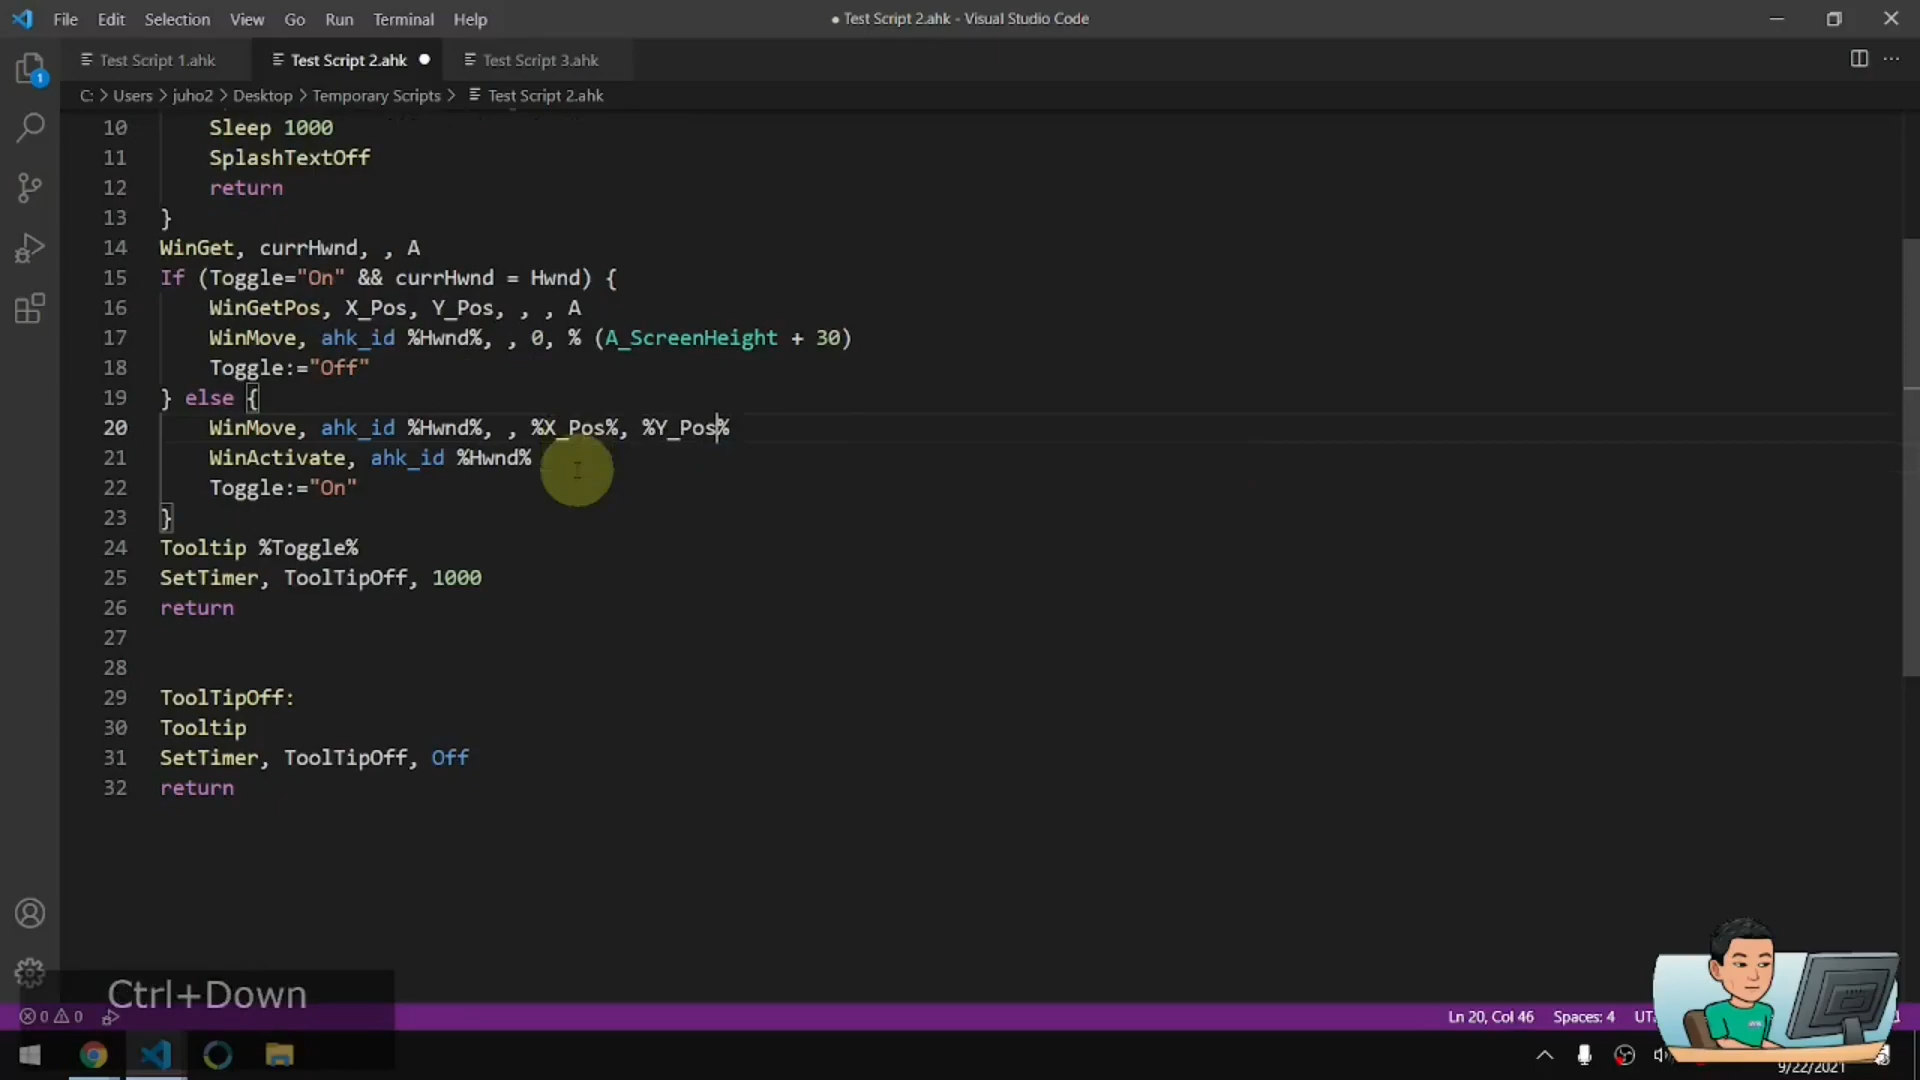 File Edit Selection View Go Run Terminal Help
● Test Script 2.ahk - Visual Studio Code
Test Script 1.ahk
Test Script 2.ahk
Test Script 3.ahk
C: > Users > juho2 > Desktop > Temporary Scripts > Test Script 2.ahk
10 Sleep 1000
11 SplashTextOff
12 return
13 }
14 WinGet, currHwnd, , A
15 If (Toggle="On" && currHwnd = Hwnd) {
16 WinGetPos, X_Pos, Y_Pos, , , A
17 WinMove, ahk_id %Hwnd%, , 0, % (A_ScreenHeight + 30)
18 Toggle:="Off"
19 } else {
20 WinMove, ahk_id %Hwnd%, , %X_Pos%, %Y_Pos%
21 WinActivate, ahk_id %Hwnd%
22 Toggle:="On"
23 }
24 Tooltip %Toggle%
25 SetTimer, ToolTipOff, 1000
26 return
27
28
29 ToolTipOff:
30 Tooltip
31 SetTimer, ToolTipOff, Off
32 return
1
Ctrl+Down
0 0
Ln 20, Col 46 Spaces: 4
9/22/2021